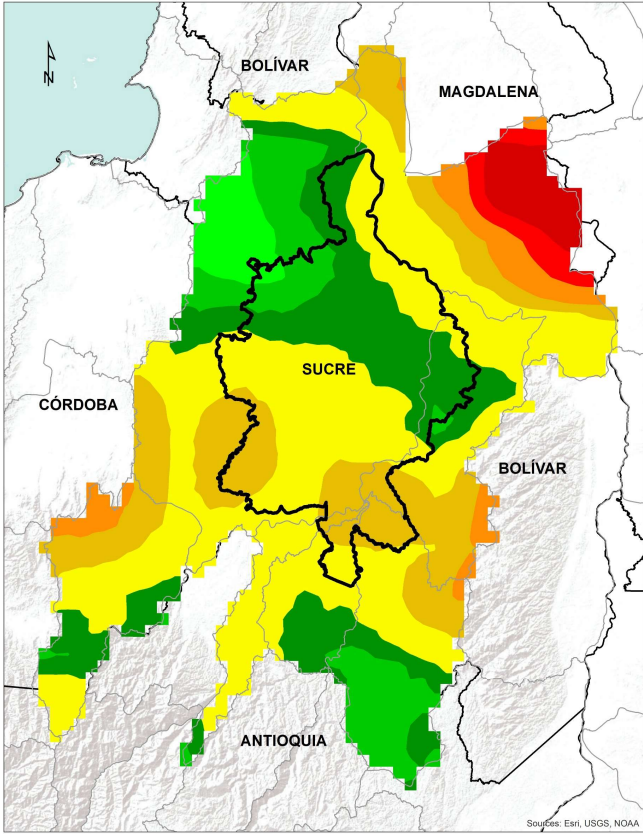 N
BOLÍVAR
MAGDALENA
SUCRE
CÓRDOBA
BOLÍVAR
ANTIOQUIA
Sources: Esri, USGS, NOAA